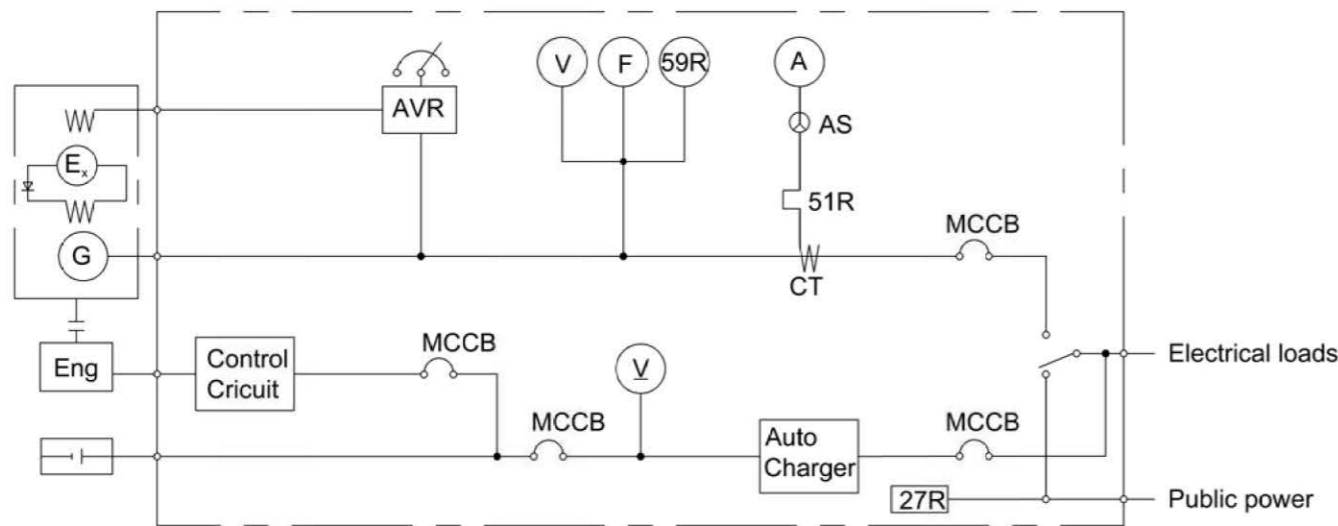 V
F
59R
A
AVR
AS
Ex
51R
MCCB
G
CT
MCCB
Control
Cricuit
Eng
V
Electrical loads
MCCB
MCCB
Auto
Charger
27R
Public power